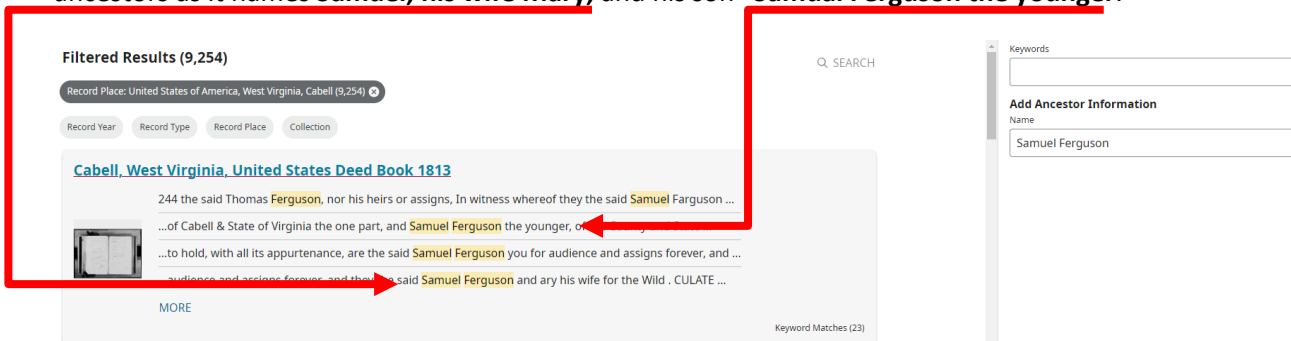 ancestors as it names Samuel, his wife Mary, and his son "Samual Ferguson the younger.
Filtered Results (9,254)
SEARCH
Record Place: United States of America, West Virginia, Cabell (9,254)
Record Year Record Type Record Place Collection
Cabell, West Virginia, United States Deed Book 1813
244 the said Thomas Ferguson, nor his heirs or assigns, In witness whereof they the said Samuel Farguson ...
...of Cabell & State of Virginia the one part, and Samuel Ferguson the younger, of
...to hold, with all its appurtenance, are the said Samuel Ferguson you for audience and assigns forever, and ...
audience and assigns forever, and they said Samuel Ferguson and ary his wife for the Wild . CULATE ...
MORE
Keyword Matches (23)
Keywords
Add Ancestor Information
Name
Samuel Ferguson